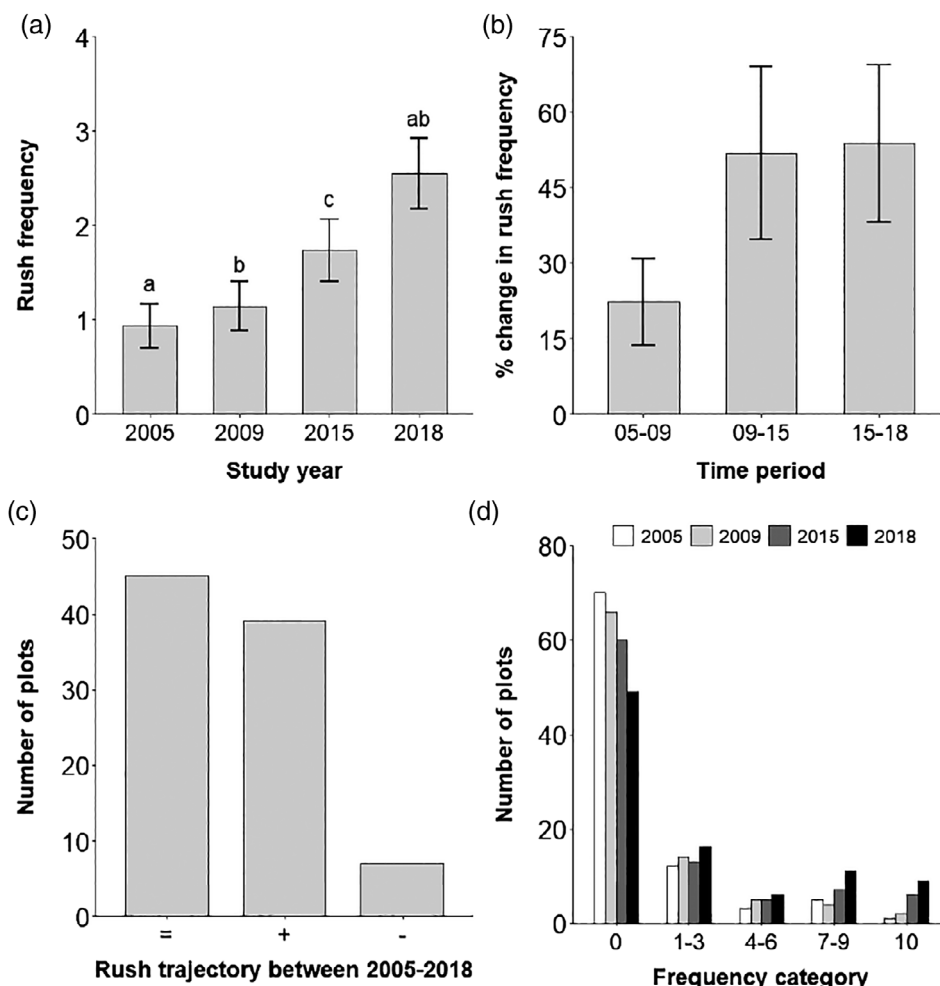 (a)
4
3
2
1
0
Rush frequency
a
b
c
ab
2005 2009 2015 2018
Study year
(b)
75
60
45
30
15
0
% change in rush frequency
05-09 09-15 15-18
Time period
(c)
50
40
30
20
10
0
Number of plots
= + -
Rush trajectory between 2005-2018
(d)
2005 2009 2015 2018
80
60
40
20
0
Number of plots
0 1-3 4-6 7-9 10
Frequency category